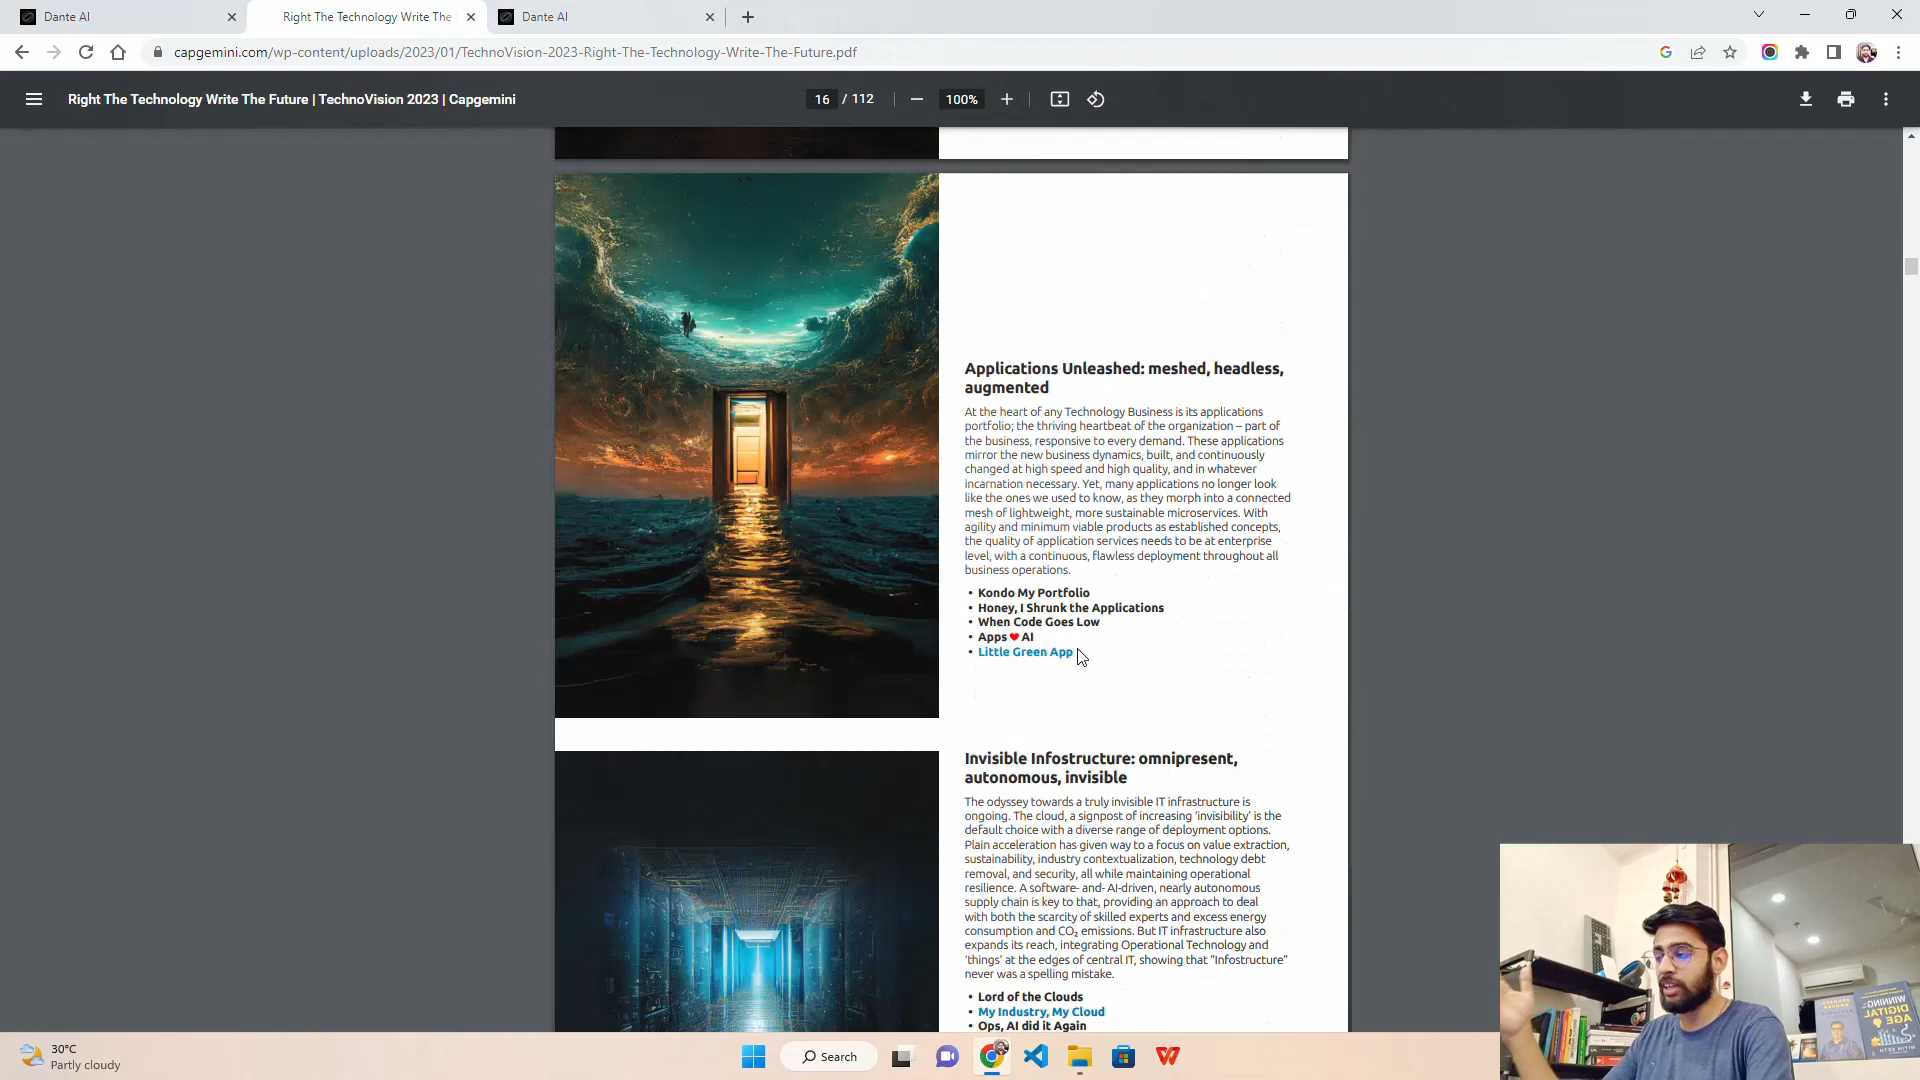 Dante AI
Right The Technology Write The
Dante AI
capgemini.com/wp-content/uploads/2023/01/TechnoVision-2023-Right-The-Technology-Write-The-Future.pdf
Right The Technology Write The Future | TechnoVision 2023 | Capgemini
16 / 112
100%
Applications Unleashed: meshed, headless,
augmented
At the heart of any Technology Business is its applications
portfolio; the thriving heartbeat of the organization – part of
the business, responsive to every demand. These applications
mirror the new business dynamics, built, and continuously
changed at high speed and high quality, and in whatever
incarnation necessary. Yet, many applications no longer look
like the ones we used to know, as they morph into a connected
mesh of lightweight, more sustainable microservices. With
agility and minimum viable products as established concepts,
the quality of application services needs to be at enterprise
level, with a continuous, flawless deployment throughout all
business operations.
• Kondo My Portfolio
• Honey, I Shrunk the Applications
• When Code Goes Low
• Apps ❤ AI
• Little Green App
Invisible Infostructure: omnipresent,
autonomous, invisible
The odyssey towards a truly invisible IT infrastructure is
ongoing. The cloud, a signpost of increasing ‘invisibility’ is the
default choice with a diverse range of deployment options.
Plain acceleration has given way to a focus on value extraction,
sustainability, industry contextualization, technology debt
removal, and security, all while maintaining operational
resilience. A software- and- AI-driven, nearly autonomous
supply chain is key to that, providing an approach to deal
with both the scarcity of skilled experts and excess energy
consumption and CO₂ emissions. But IT infrastructure also
expands its reach, integrating Operational Technology and
‘things’ at the edges of central IT, showing that “Infostructure”
never was a spelling mistake.
• Lord of the Clouds
• My Industry, My Cloud
• Ops, AI did it Again
WINNING
DIGITAL
AGE
NITIN SETH
30°C
Partly cloudy
Search